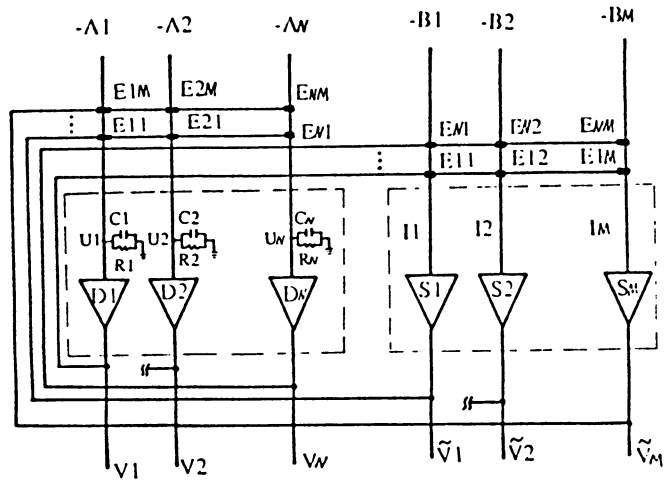 -A1 -A2 -AN -B1 -B2 -BM
E1M E2M ENM
E11 E21 EN1 EN1 EN2 ENM
E11 E12 E1M
C1 C2 CN
U1 U2 UN I1 I2 IM
R1 R2 RN
D1 D2 DN S1 S2 SM
V1 V2 VN Ṽ1 Ṽ2 ṼM